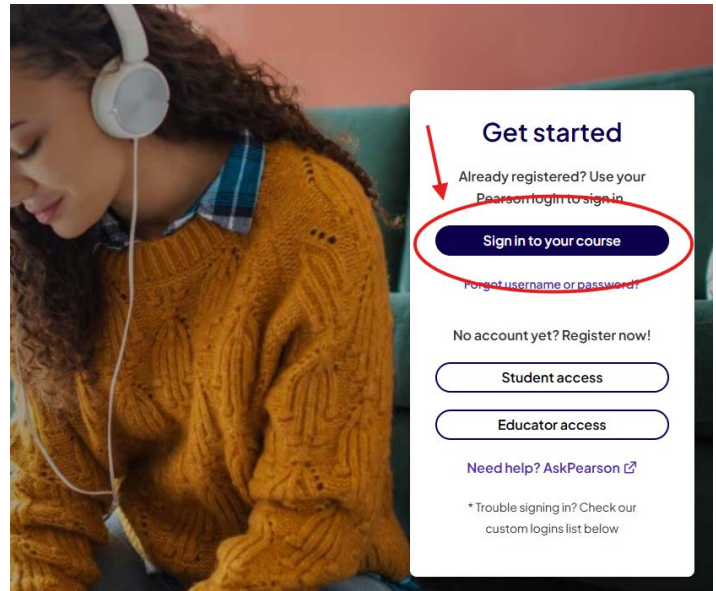 Get started
Already registered? Use your
Pearson login to sign in
Sign in to your course
Forgot username or password?
No account yet? Register now!
Student access
Educator access
Need help? AskPearson
* Trouble signing in? Check our
custom logins list below